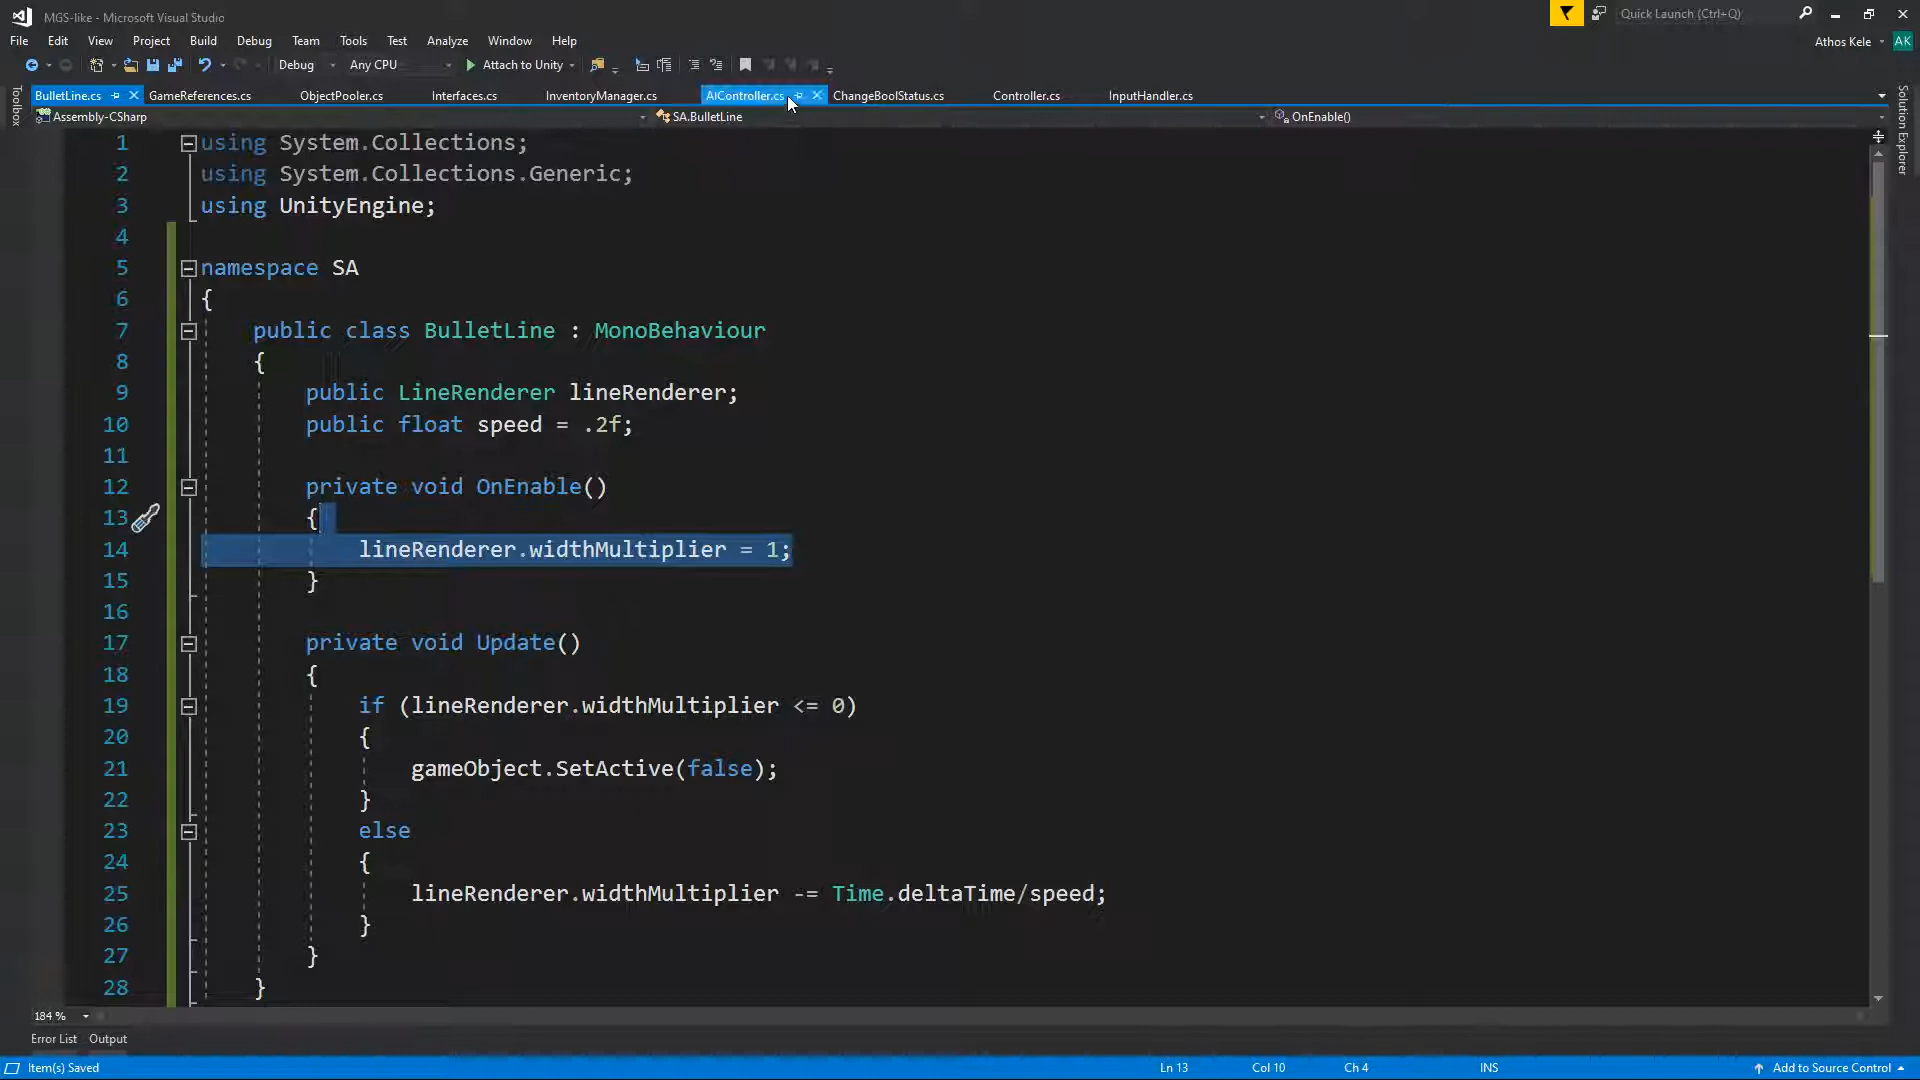 MGS-like - Microsoft Visual Studio
Quick Launch (Ctrl+Q)
File Edit View Project Build Debug Team Tools Test Analyze Window Help
Athos Kele AK
Debug Any CPU Attach to Unity
Toolbox
BulletLine.cs GameReferences.cs ObjectPooler.cs Interfaces.cs InventoryManager.cs AIController.cs ChangeBoolStatus.cs Controller.cs InputHandler.cs
Solution Explorer
Assembly-CSharp SA.BulletLine OnEnable()
1 using System.Collections;
2 using System.Collections.Generic;
3 using UnityEngine;
4
5 namespace SA
6 {
7 public class BulletLine : MonoBehaviour
8 {
9 public LineRenderer lineRenderer;
10 public float speed = .2f;
11
12 private void OnEnable()
13 {
14 lineRenderer.widthMultiplier = 1;
15 }
16
17 private void Update()
18 {
19 if (lineRenderer.widthMultiplier <= 0)
20 {
21 gameObject.SetActive(false);
22 }
23 else
24 {
25 lineRenderer.widthMultiplier -= Time.deltaTime/speed;
26 }
27 }
28 }
184 %
Error List Output
Item(s) Saved Ln 13 Col 10 Ch 4 INS Add to Source Control